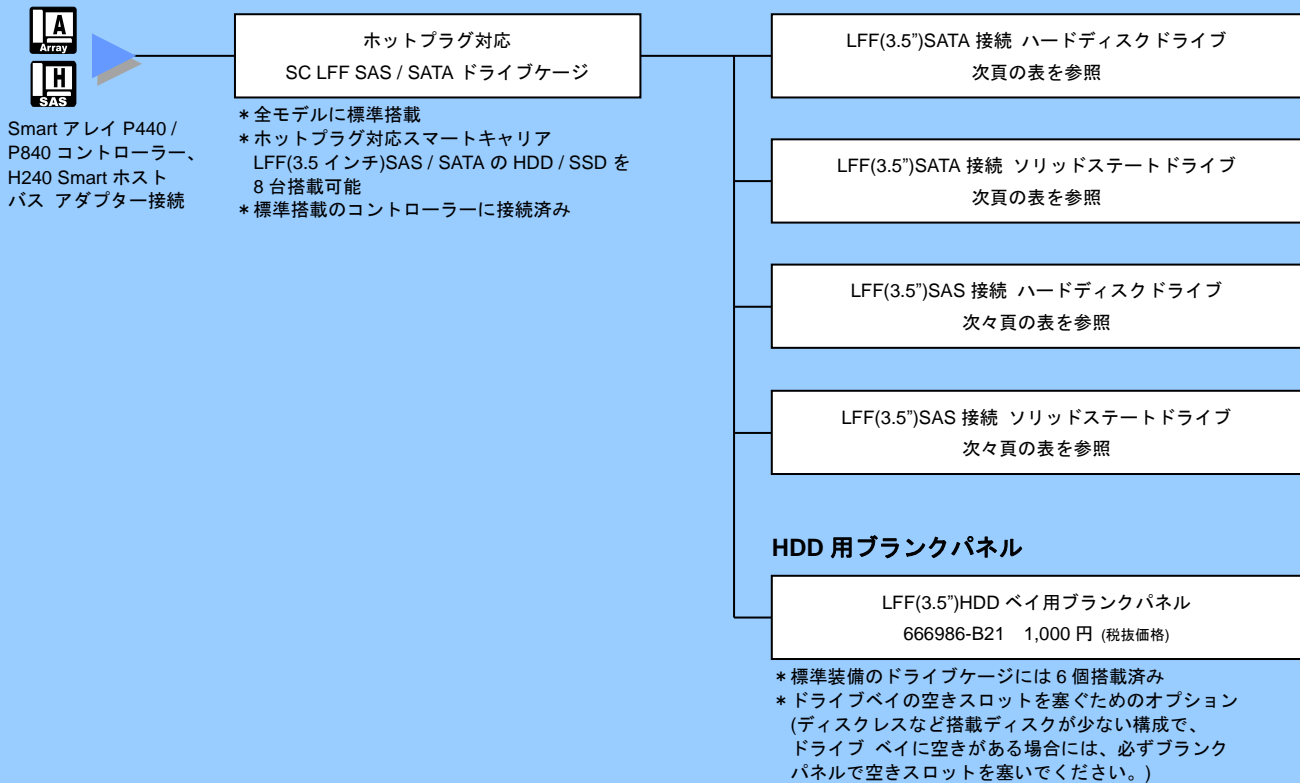 A
Array
H
SAS
Smart アレイ P440 /
P840 コントローラー、
H240 Smart ホスト
バス アダプター接続
ホットプラグ対応
SC LFF SAS / SATA ドライブケージ
＊全モデルに標準搭載
＊ホットプラグ対応スマートキャリア
LFF(3.5 インチ)SAS / SATA の HDD / SSD を
8 台搭載可能
＊標準搭載のコントローラーに接続済み
LFF(3.5”)SATA 接続 ハードディスクドライブ
次頁の表を参照
LFF(3.5”)SATA 接続 ソリッドステートドライブ
次頁の表を参照
LFF(3.5”)SAS 接続 ハードディスクドライブ
次々頁の表を参照
LFF(3.5”)SAS 接続 ソリッドステートドライブ
次々頁の表を参照
HDD 用ブランクパネル
LFF(3.5”)HDD ベイ用ブランクパネル
666986-B21 1,000 円 (税抜価格)
＊標準装備のドライブケージには 6 個搭載済み
＊ドライブベイの空きスロットを塞ぐためのオプション
(ディスクレスなど搭載ディスクが少ない構成で、
ドライブ ベイに空きがある場合には、必ずブランク
パネルで空きスロットを塞いでください。)